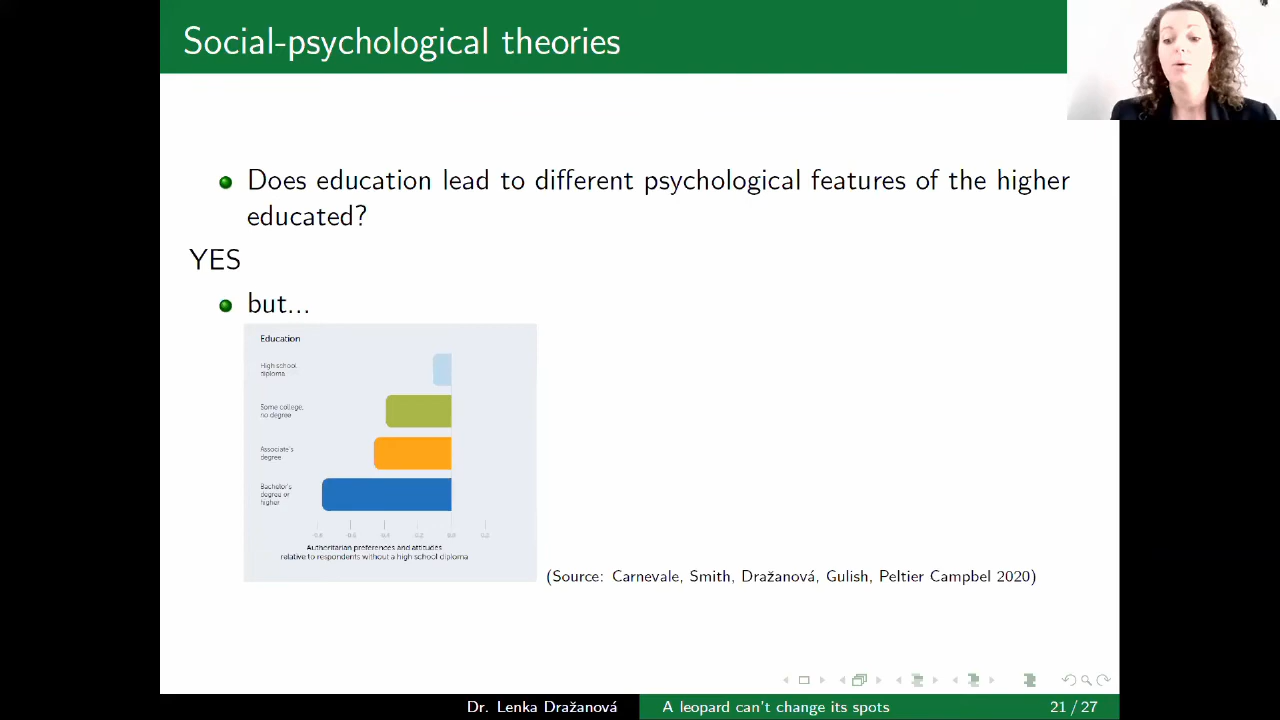 Social-psychological theories
Does education lead to different psychological features of the higher
educated?
YES
but...
Education
High school
diploma
Some college,
no degree
Associate's
degree
Bachelor's
degree or
higher
Authoritarian preferences and attitudes
relative to respondents without a high school diploma
(Source: Carnevale, Smith, Dražanová, Gulish, Peltier Campbel 2020)
Dr. Lenka Dražanová
A leopard can't change its spots
21 / 27